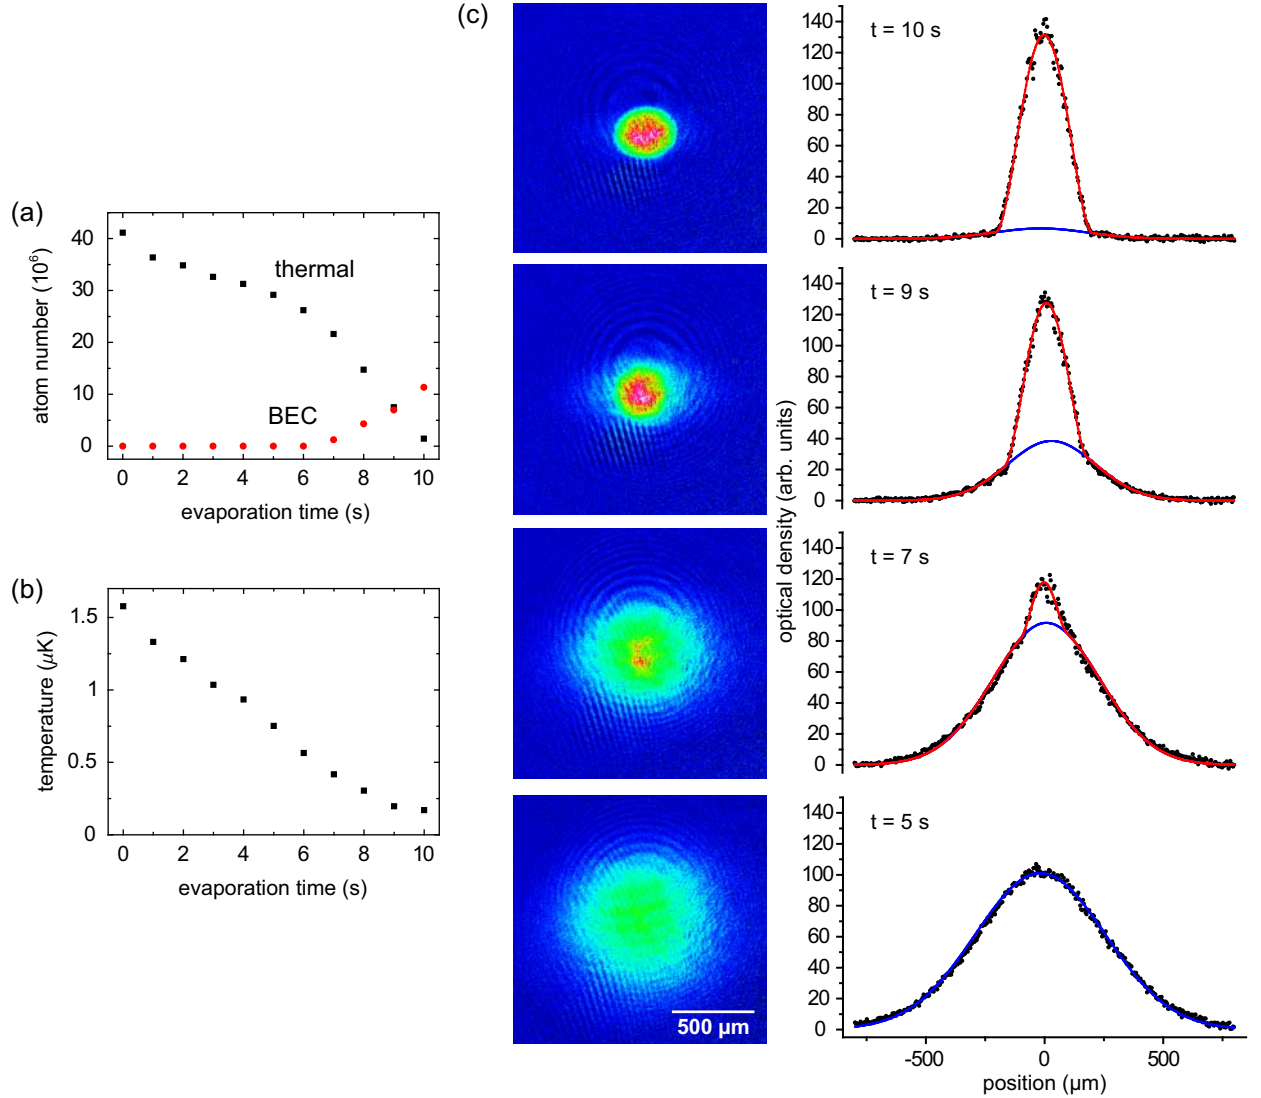 (a)
atom number (10⁶)
40
30
20
10
0
thermal
BEC
0 2 4 6 8 10
evaporation time (s)
(b)
temperature (μK)
1.5
1
0.5
0
0 2 4 6 8 10
evaporation time (s)
(c)
500 μm
optical density (arb. units)
t = 10 s
140
120
100
80
60
40
20
0
t = 9 s
140
120
100
80
60
40
20
0
t = 7 s
140
120
100
80
60
40
20
0
t = 5 s
140
120
100
80
60
40
20
0
-500 0 500
position (μm)